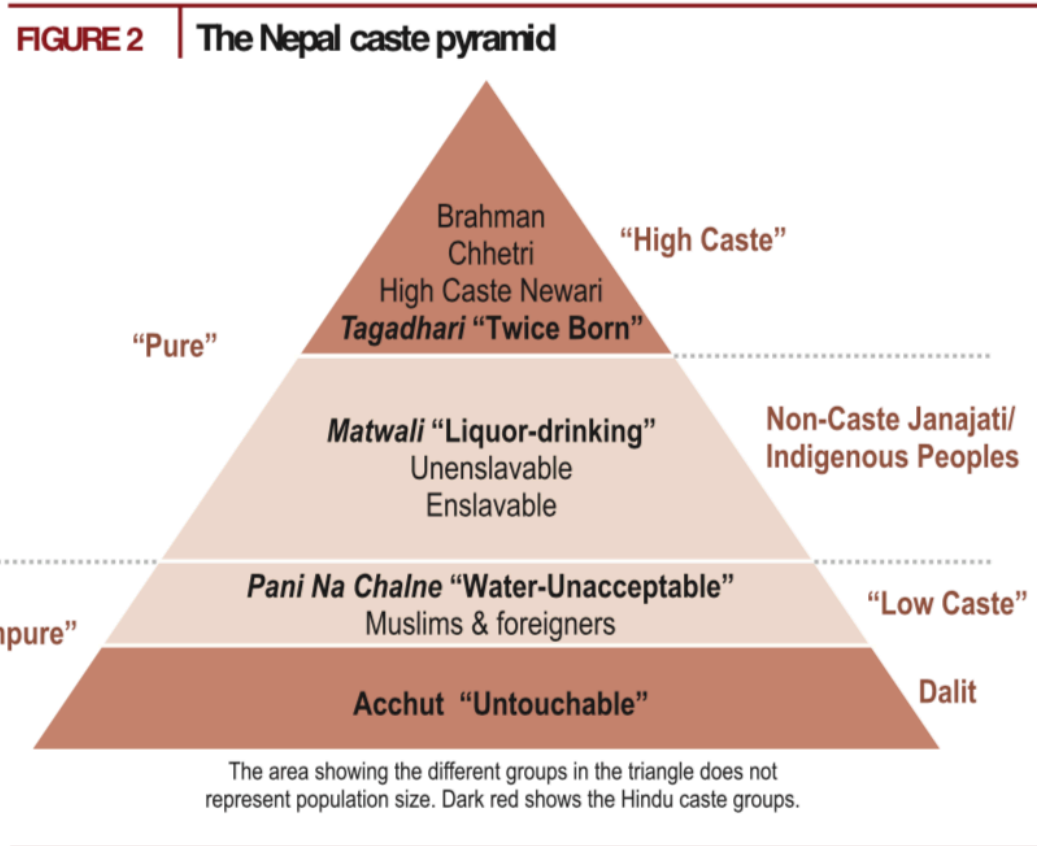 FIGURE 2 The Nepal caste pyramid
Brahman
Chhetri
High Caste Newari
Tagadhari “Twice Born”
“High Caste”
“Pure”
Matwali “Liquor-drinking”
Unenslavable
Enslavable
Non-Caste Janajati/
Indigenous Peoples
Pani Na Chalne “Water-Unacceptable”
Muslims & foreigners
“Low Caste”
npure”
Acchut “Untouchable”
Dalit
The area showing the different groups in the triangle does not
represent population size. Dark red shows the Hindu caste groups.